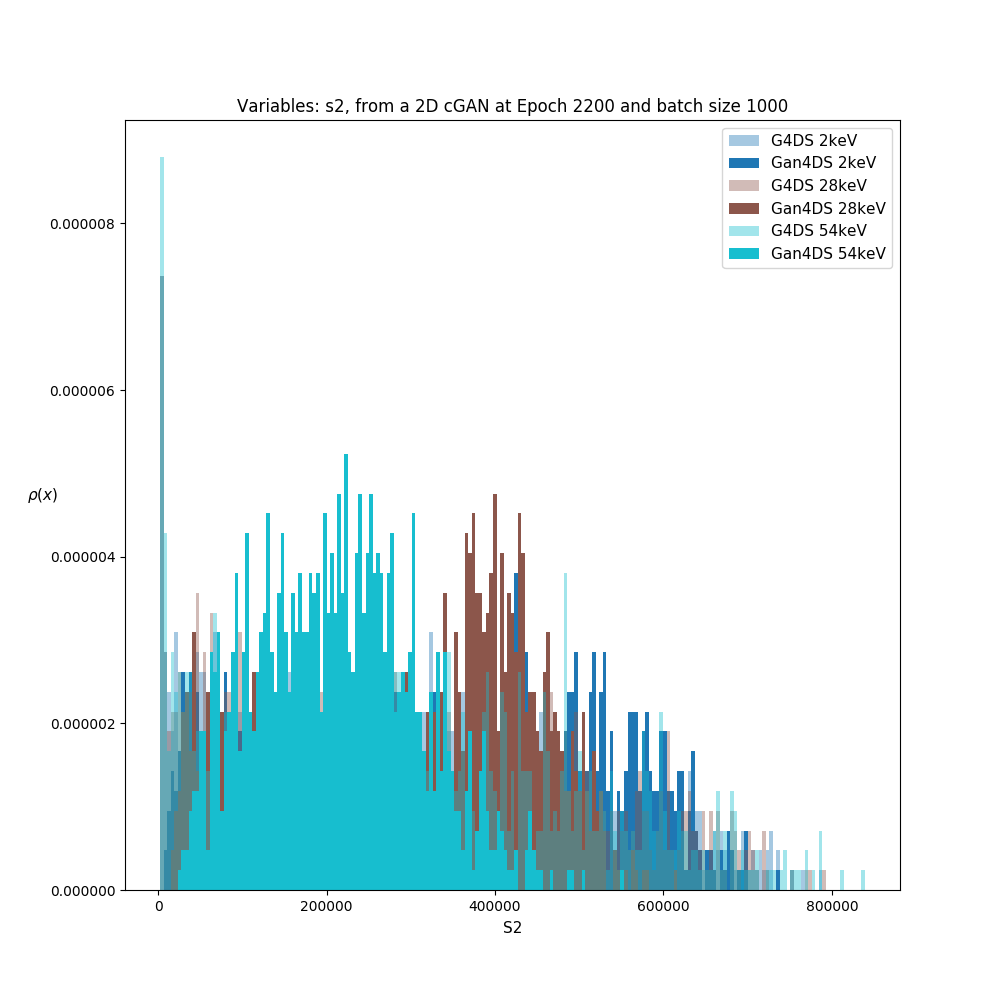 Variables: s2, from a 2D cGAN at Epoch 2200 and batch size 1000
G4DS 2keV
Gan4DS 2keV
G4DS 28keV
Gan4DS 28keV
G4DS 54keV
Gan4DS 54keV
0.000008
0.000006
ρ(x)
0.000004
0.000002
0.000000
0 200000 400000 600000 800000
S2